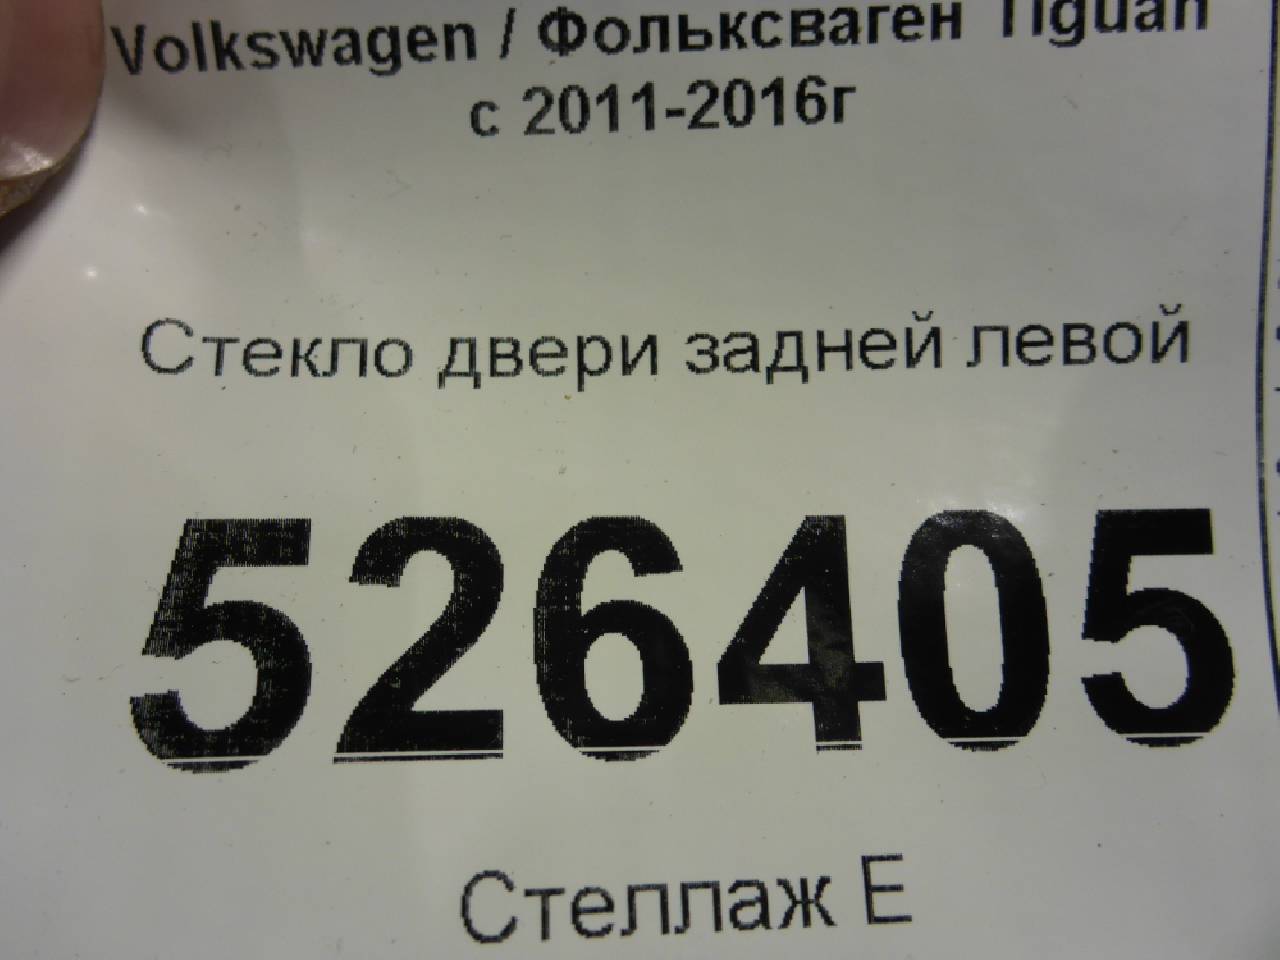 Volkswagen / Фольксваген Tiguan
с 2011-2016г
Стекло двери задней левой
526405
Стеллаж Е